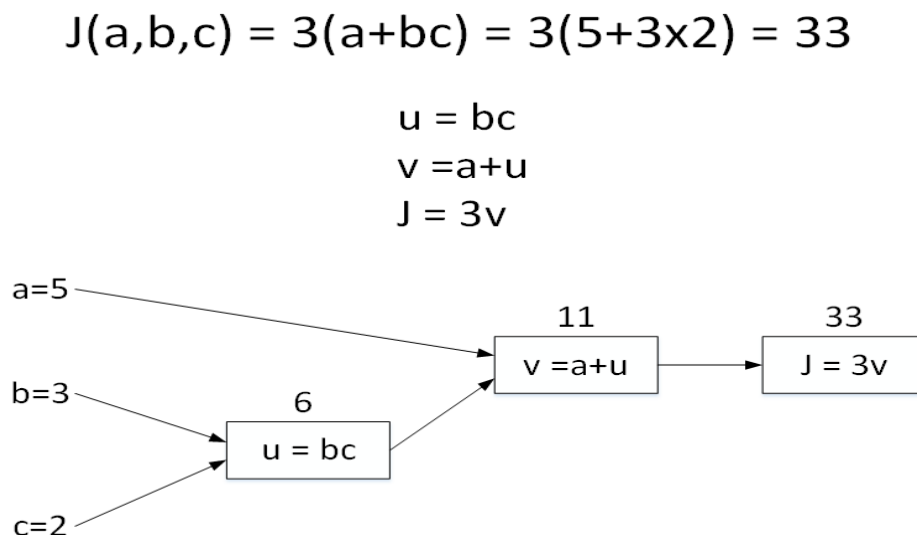 J(a,b,c) = 3(a+bc) = 3(5+3x2) = 33
u = bc
v =a+u
J = 3v
a=5
11
33
v =a+u
J = 3v
b=3
6
u = bc
c=2